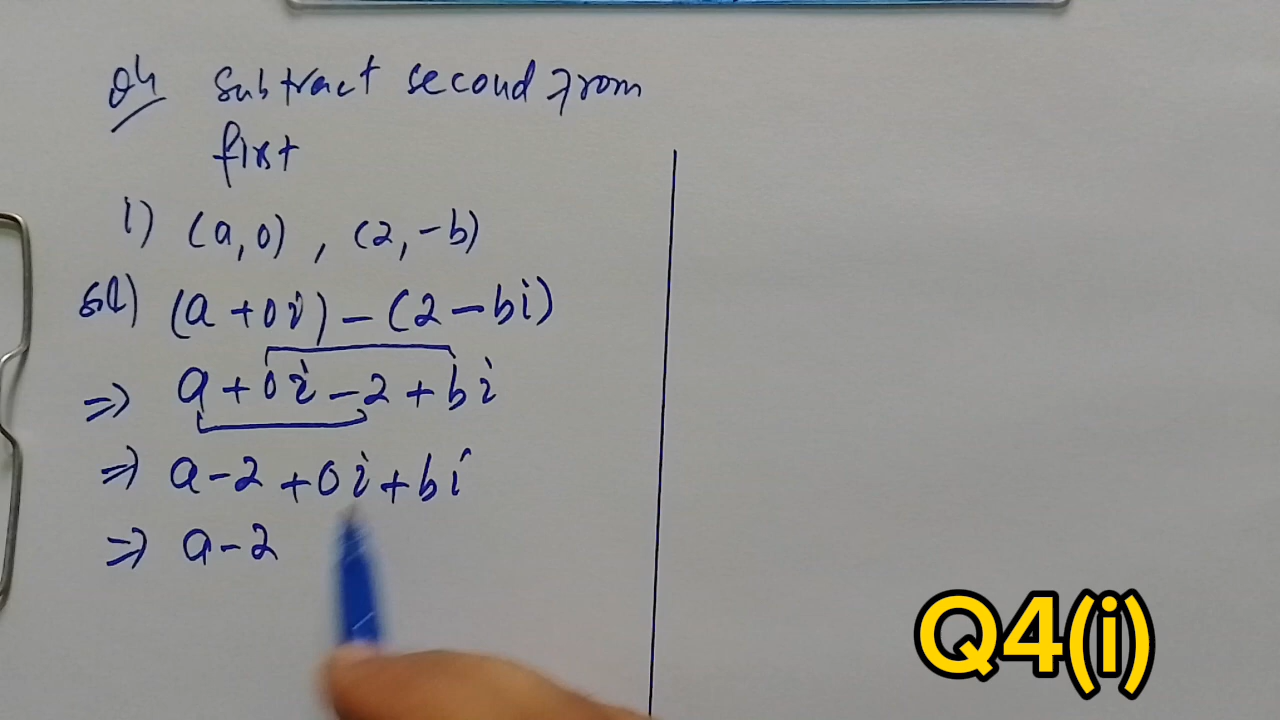 Q4 Subtract second from
first
1) (a,0) , (2,-b)
Sol) (a+0i) - (2-bi)
⇒ a+0i-2+bi
⇒ a-2+0i+bi
⇒ a-2
Q4(i)